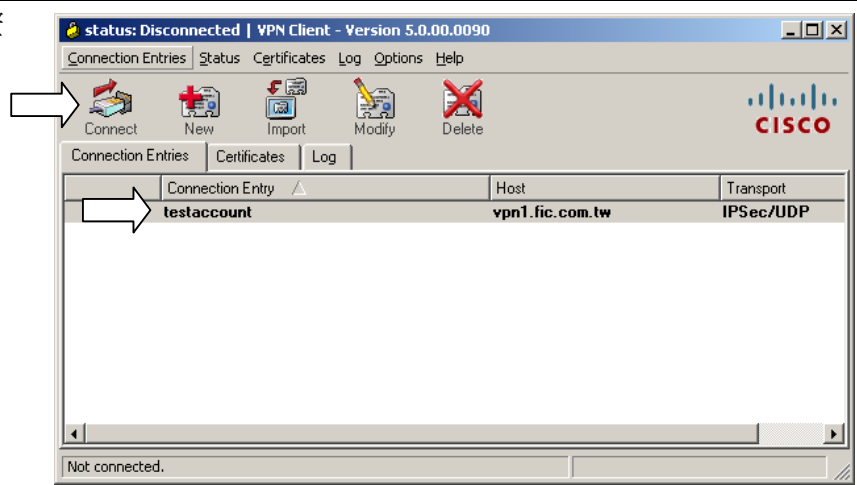 status: Disconnected | VPN Client - Version 5.0.00.0090
Connection Entries Status Certificates Log Options Help
Connect New Import Modify Delete
CISCO
Connection Entries Certificates Log
Connection Entry Host Transport
testaccount vpn1.fic.com.tw IPSec/UDP
Not connected.